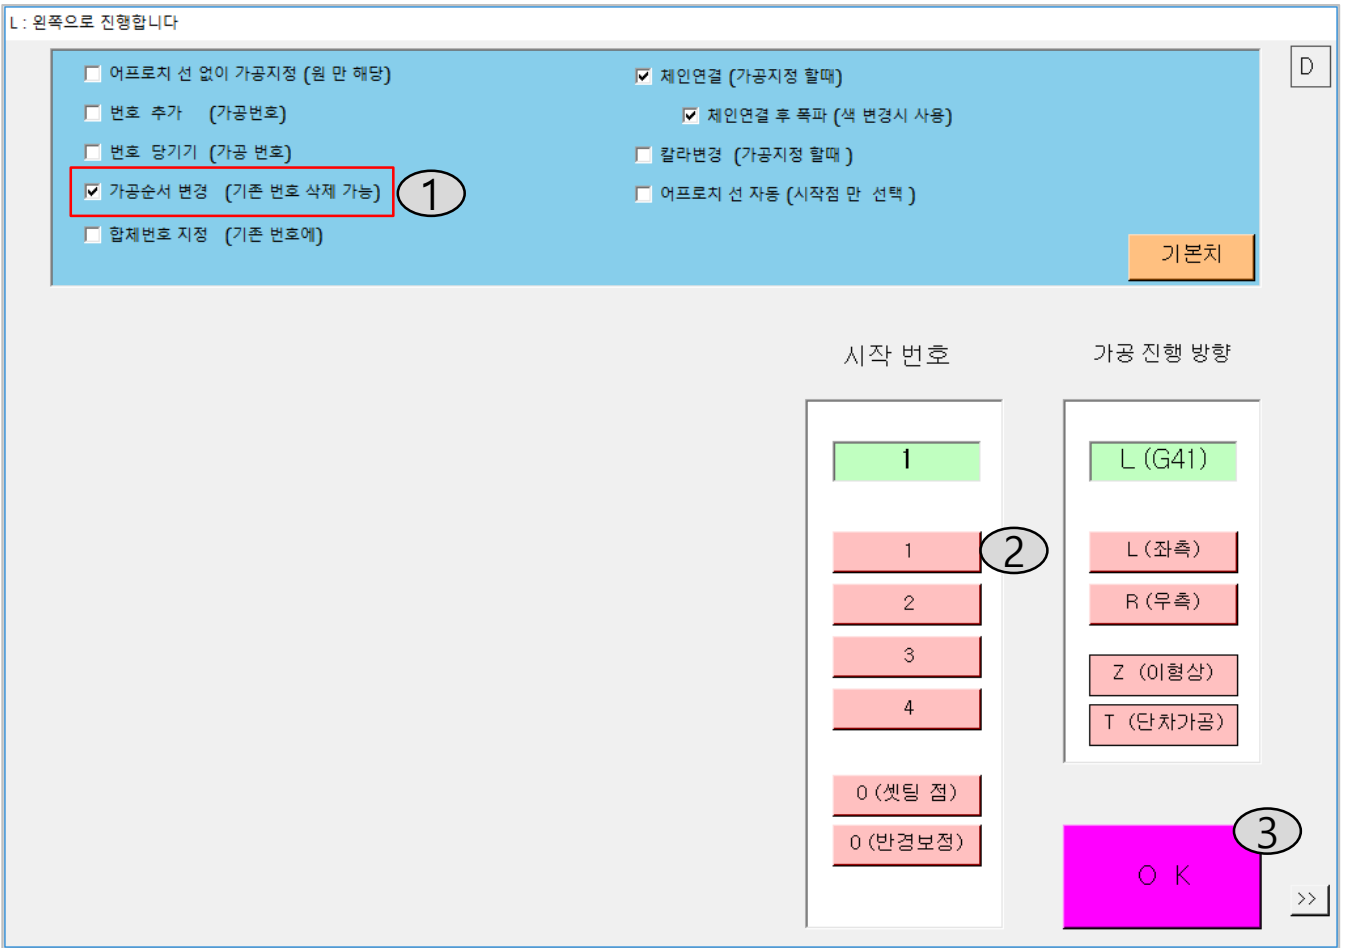 L : 왼쪽으로 진행합니다
D
어프로치 선 없이 가공지정 (원 만 해당)
번호 추가 (가공번호)
번호 당기기 (가공 번호)
가공순서 변경 (기존 번호 삭제 가능)
1
합체번호 지정 (기존 번호에)
체인연결 (가공지정 할때)
체인연결 후 폭파 (색 변경시 사용)
칼라변경 (가공지정 할때 )
어프로치 선 자동 (시작점 만 선택 )
기본치
시작 번호
1
1
2
2
3
4
0 (셋팅 점)
0 (반경보정)
가공 진행 방향
L (G41)
L (좌측)
R (우측)
Z (이형상)
T (단차가공)
3
O K
>>